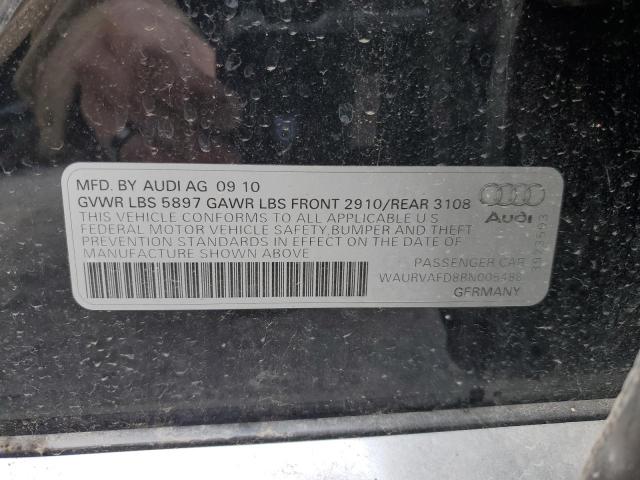 MFD. BY AUDI AG 09 10
GVWR LBS 5897 GAWR LBS FRONT 2910/REAR 3108
THIS VEHICLE CONFORMS TO ALL APPLICABLE U S
FEDERAL MOTOR VEHICLE SAFETY,BUMPER AND THEFT
PREVENTION STANDARDS IN EFFECT ON THE DATE OF
MANUFACTURE SHOWN ABOVE
Audi
PASSENGER CAR
WAURVAFD8BN005488
GERMANY